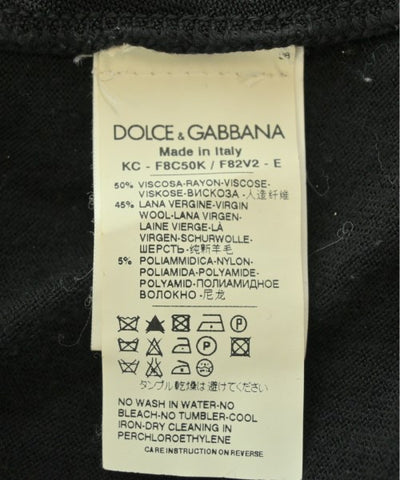 DOLCE & GABBANA
Made in Italy
KC - F8C50K / F82V2 - E
50% VISCOSA-RAYON-VISCOSE-
VISKOSE-ВИСКОЗА-人造纤维
45% LANA VERGINE-VIRGIN
WOOL-LANA VIRGEN-
LAINE VIERGE-LÀ
VIRGEN-SCHURWOLLE-
ШЕРСТЬ-纯新羊毛
5% POLIAMMIDICA-NYLON-
POLIAMIDA-POLYAMIDE-
POLYAMID-ПОЛИАМИДНОЕ
ВОЛОКНО-尼龙
P
タンブル乾燥は避けてください
NO WASH IN WATER-NO
BLEACH-NO TUMBLER-COOL
IRON-DRY CLEANING IN
PERCHLOROETHYLENE
CARE INSTRUCTION ON REVERSE